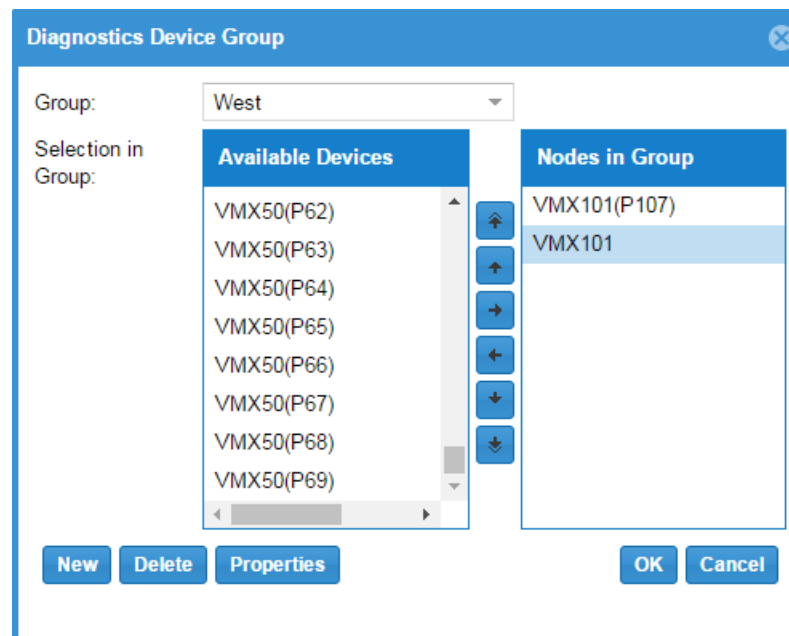 Diagnostics Device Group
Group:
West
Selection in
Group:
Available Devices
VMX50(P62)
VMX50(P63)
VMX50(P64)
VMX50(P65)
VMX50(P66)
VMX50(P67)
VMX50(P68)
VMX50(P69)
Nodes in Group
VMX101(P107)
VMX101
New
Delete
Properties
OK
Cancel